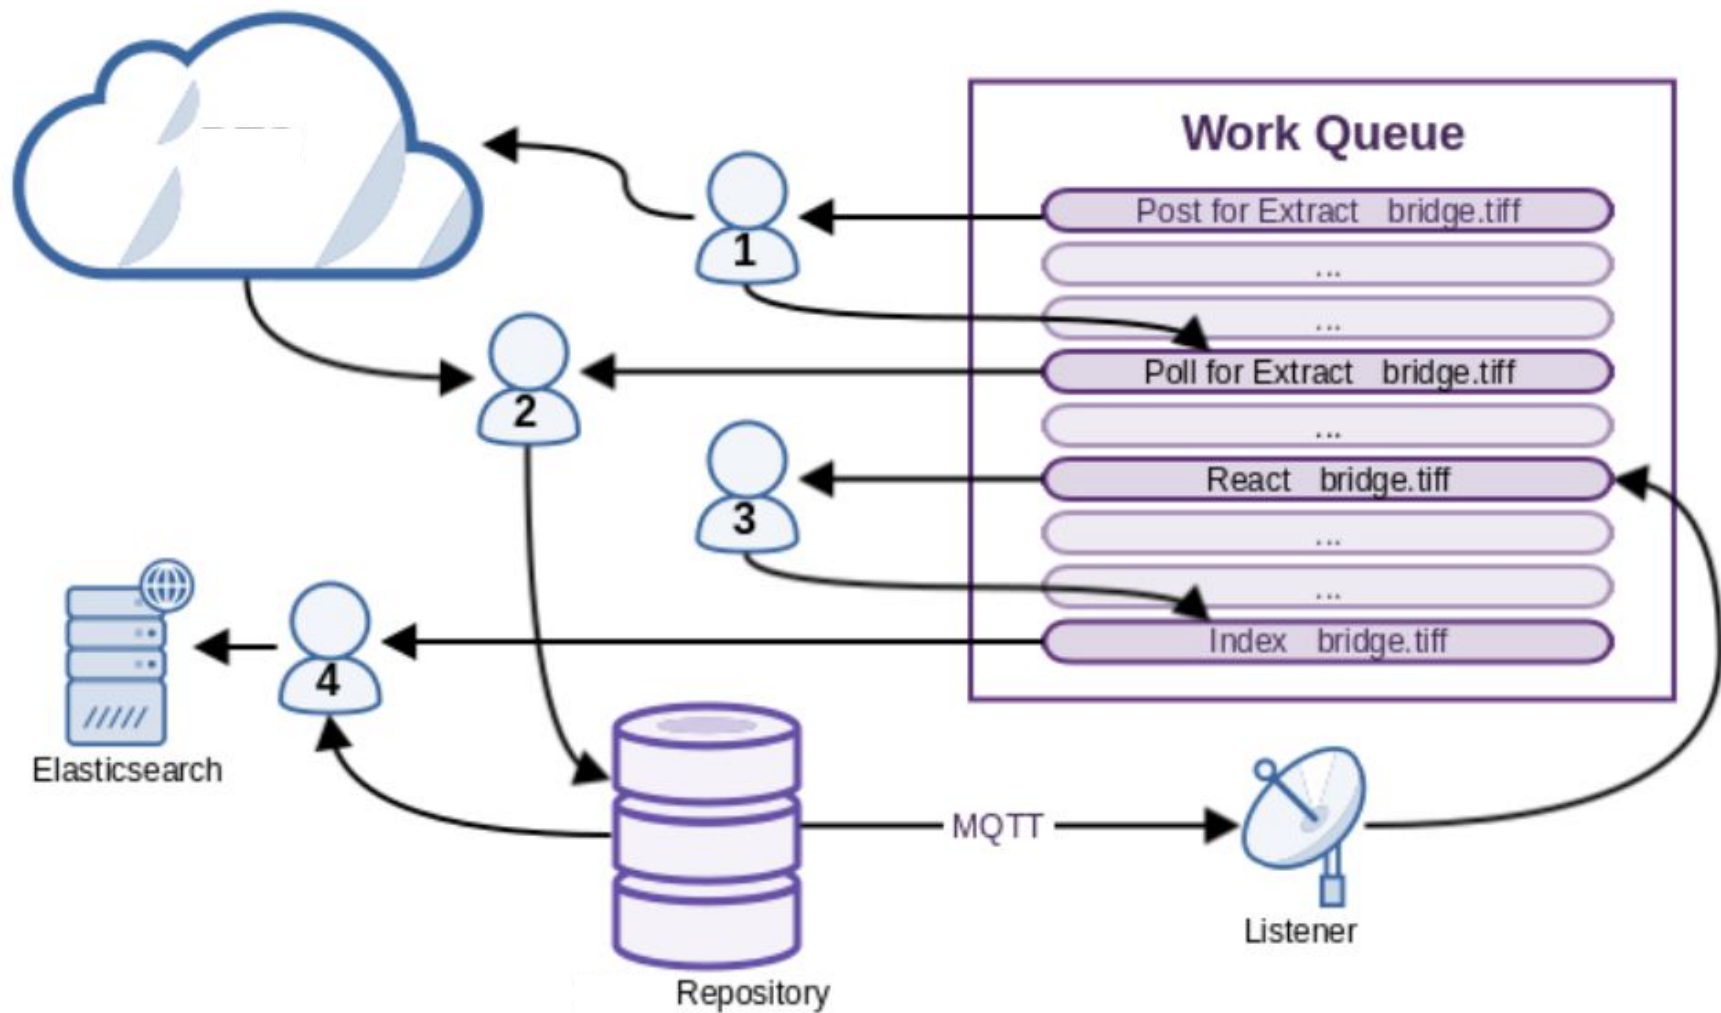 Work Queue
Post for Extract bridge.tiff
...
...
Poll for Extract bridge.tiff
...
React bridge.tiff
...
...
Index bridge.tiff
1
2
3
4
Elasticsearch
MQTT
Listener
Repository